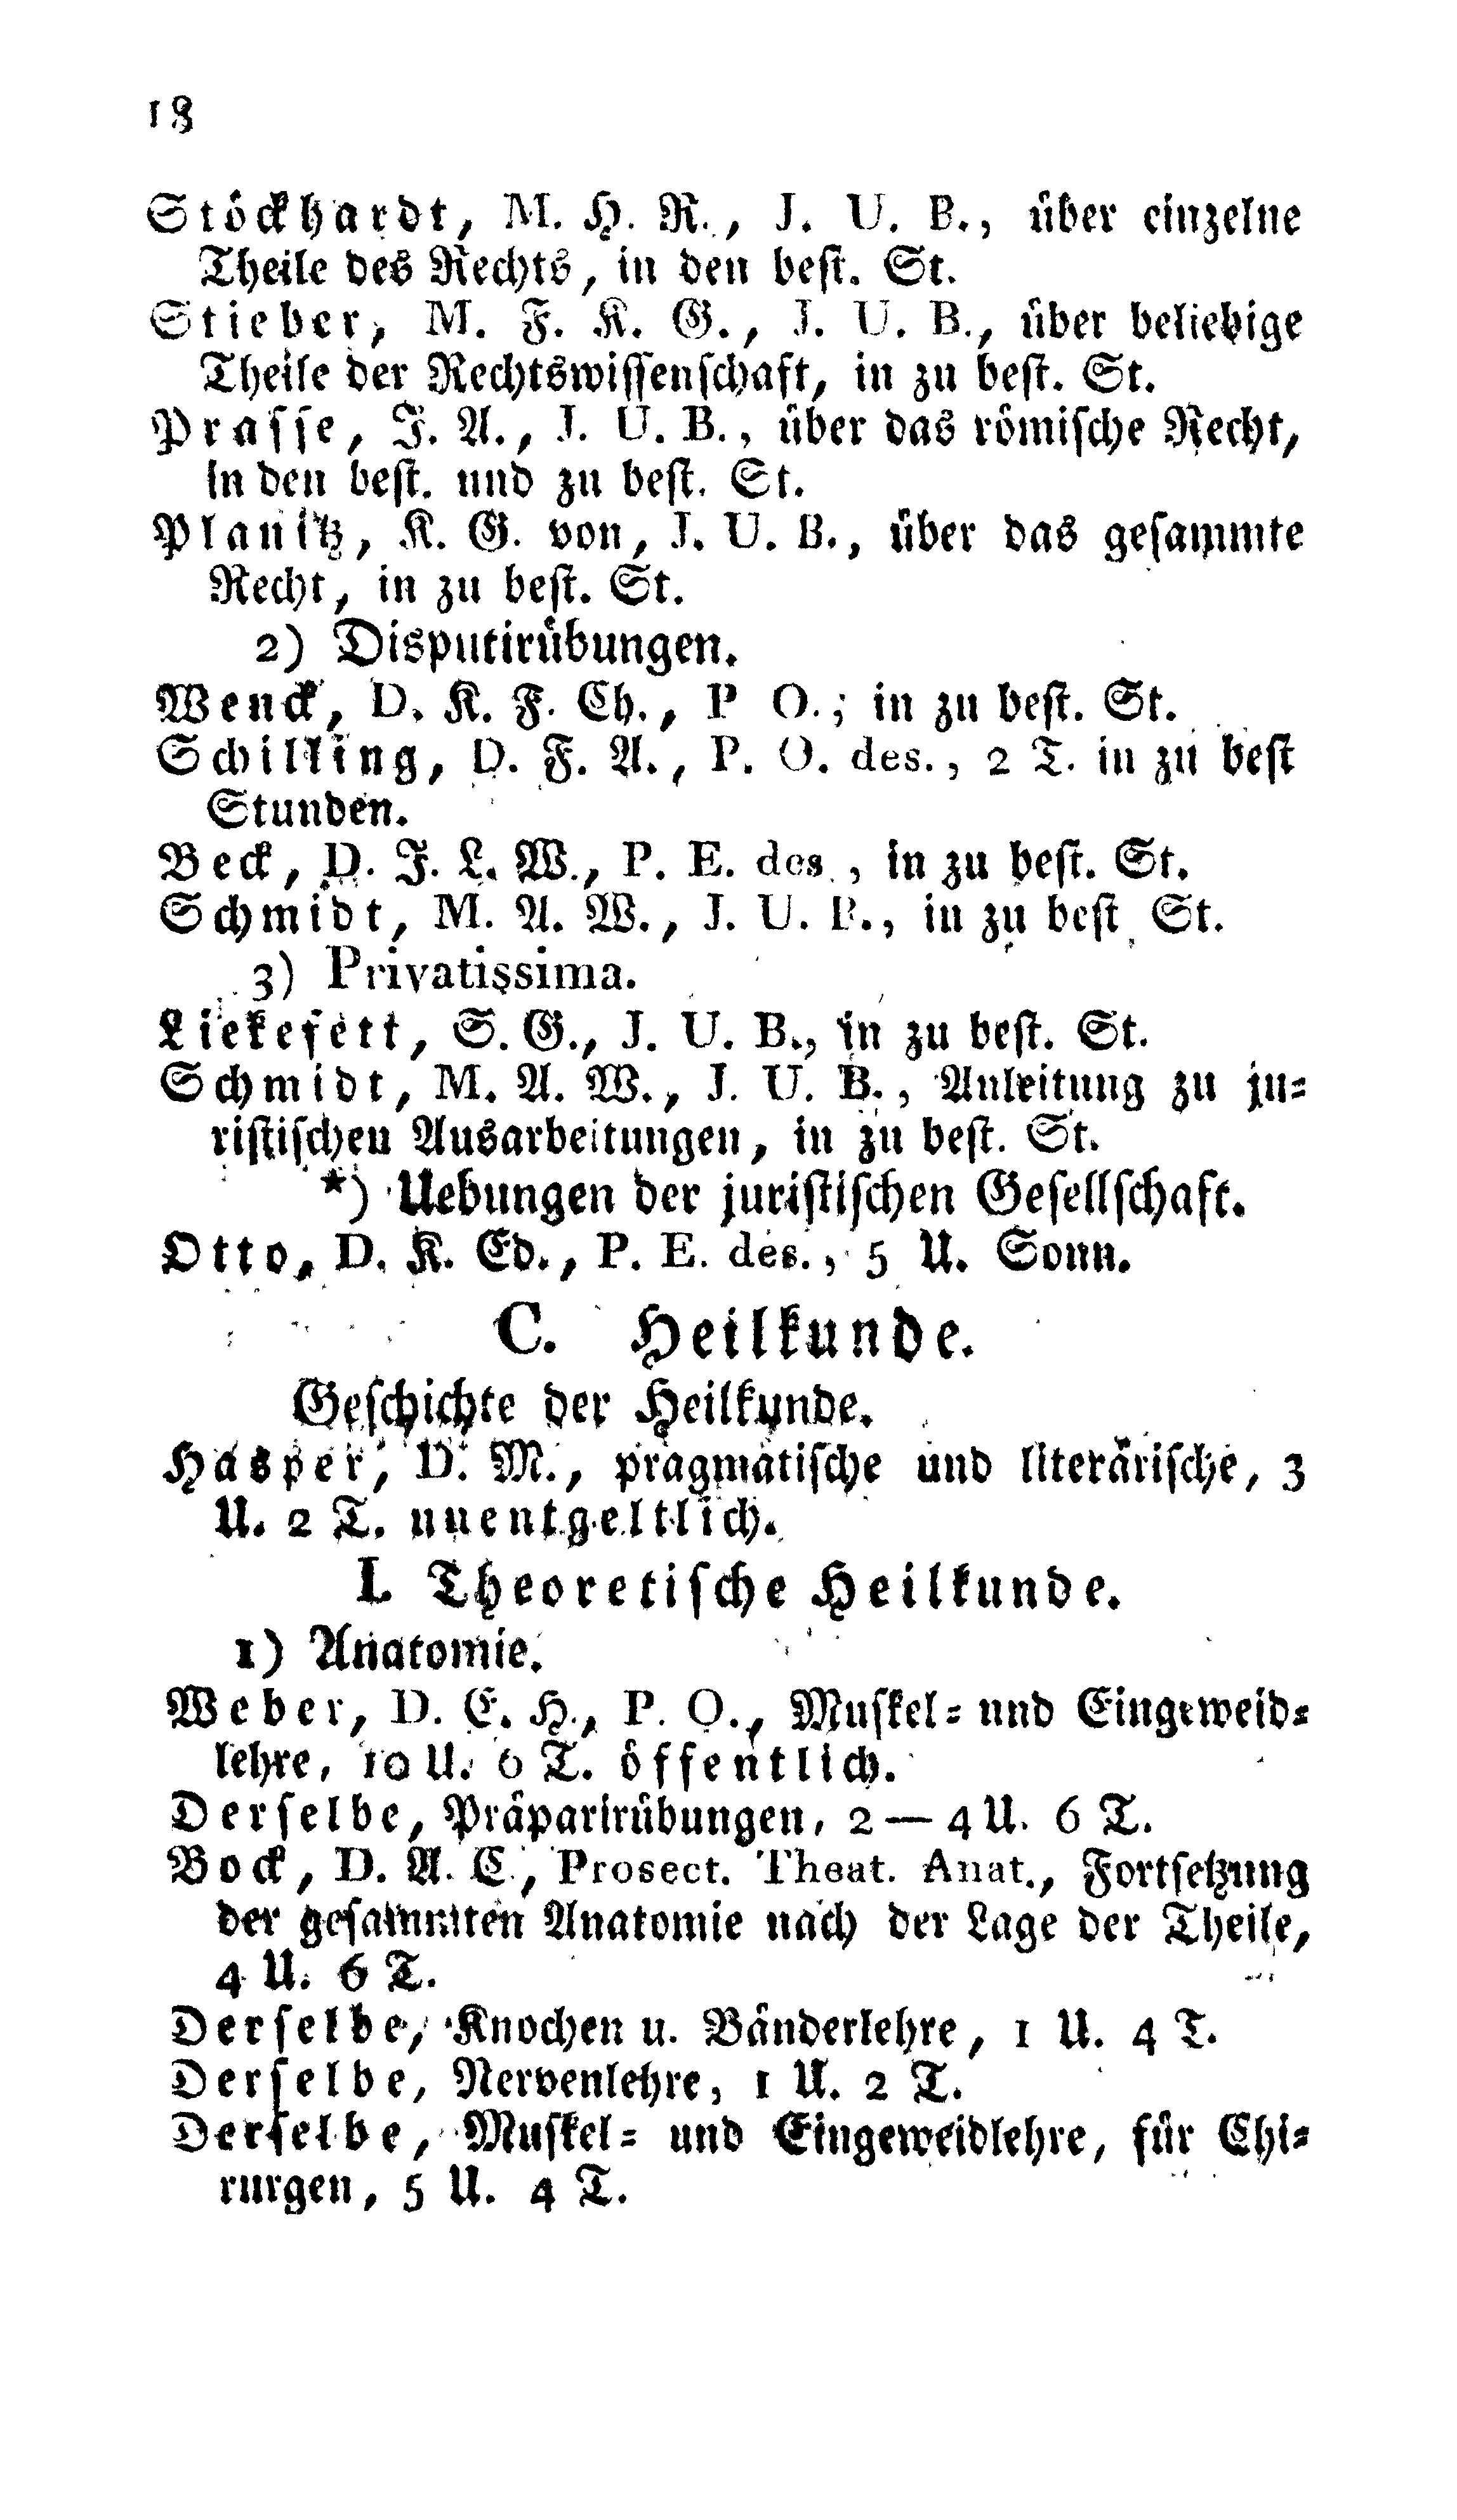 18
Stöckhardt, M. H. R., J. U. B., über einzelne
Theile des Rechts, in den best. St.
Stieber, M. F. K. G., J. U. B., über beliebige
Theile der Rechtswissenschaft, in zu best. St.
Prasse, F. A., J. U. B., über das römische Recht,
in den best. und zu best. St.
Planitz, K. G. von, J. U. B., über das gesammte
Recht, in zu best. St.
2) Disputirübungen.
Wenck, D. K. F. Ch., P O.; in zu best. St.
Schilling, D. F. A., P. O. des., 2 T. in zu best
Stunden.
Beck, D. J. L. W., P. E. des., in zu best. St.
Schmidt, M. A. W., J. U. B., in zu best. St.
3) Privatissima.
Liekefett, S. G., J. U. B., in zu best. St.
Schmidt, M. A. W., J. U. B., Anleitung zu ju=
ristischen Ausarbeitungen, in zu best. St.
*) Uebungen der juristischen Gesellschaft.
Otto, D. K. Ed., P. E. des., 5 U. Sonn.
C. Heilkunde.
Geschichte der Heilkunde.
Hasper, D. M., pragmatische und literärische, 3
U. 2 T. unentgeltlich.
I. Theoretische Heilkunde.
1) Anatomie.
Weber, D. E. H., P. O., Muskel= und Eingeweid=
lehre, 10 U. 6 T. öffentlich.
Derselbe, Präparirübungen, 2 — 4 U. 6 T.
Bock, D. A. C., Prosect. Theat. Anat., Fortsetzung
der gesammten Anatomie nach der Lage der Theile,
4 U. 6 T.
Derselbe, Knochen u. Bänderlehre, 1 U. 4 T.
Derselbe, Nervenlehre, 1 U. 2 T.
Derselbe, Muskel= und Eingeweidlehre, für Chi=
rurgen, 5 U. 4 T.